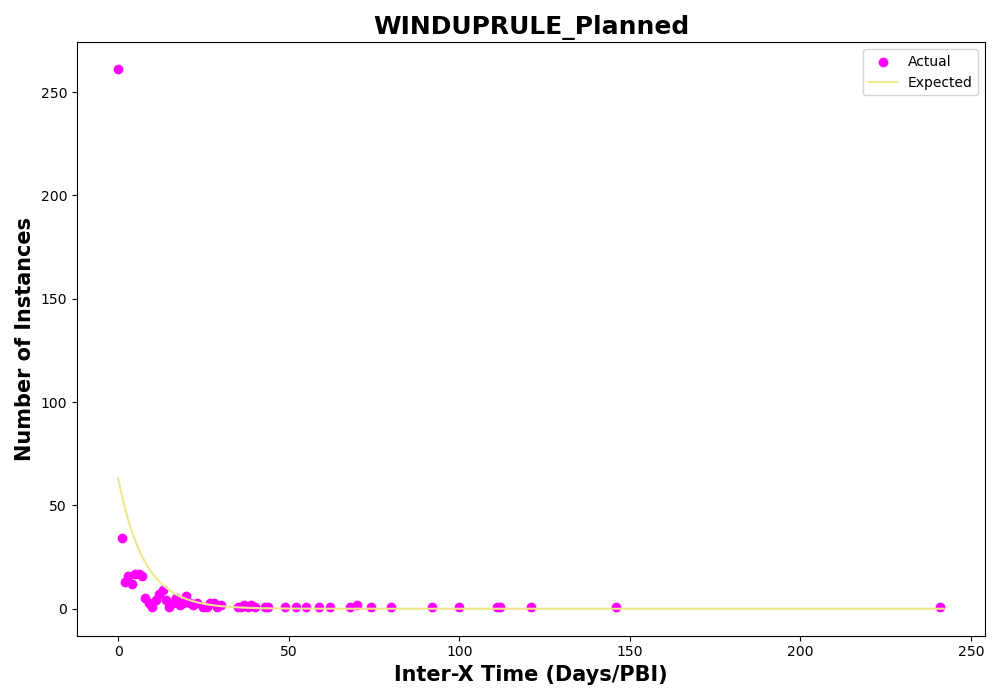 WINDUPRULE_Planned
Actual
Expected
Number of Instances
250
200
150
100
50
0
0
50
100
150
200
250
Inter-X Time (Days/PBI)